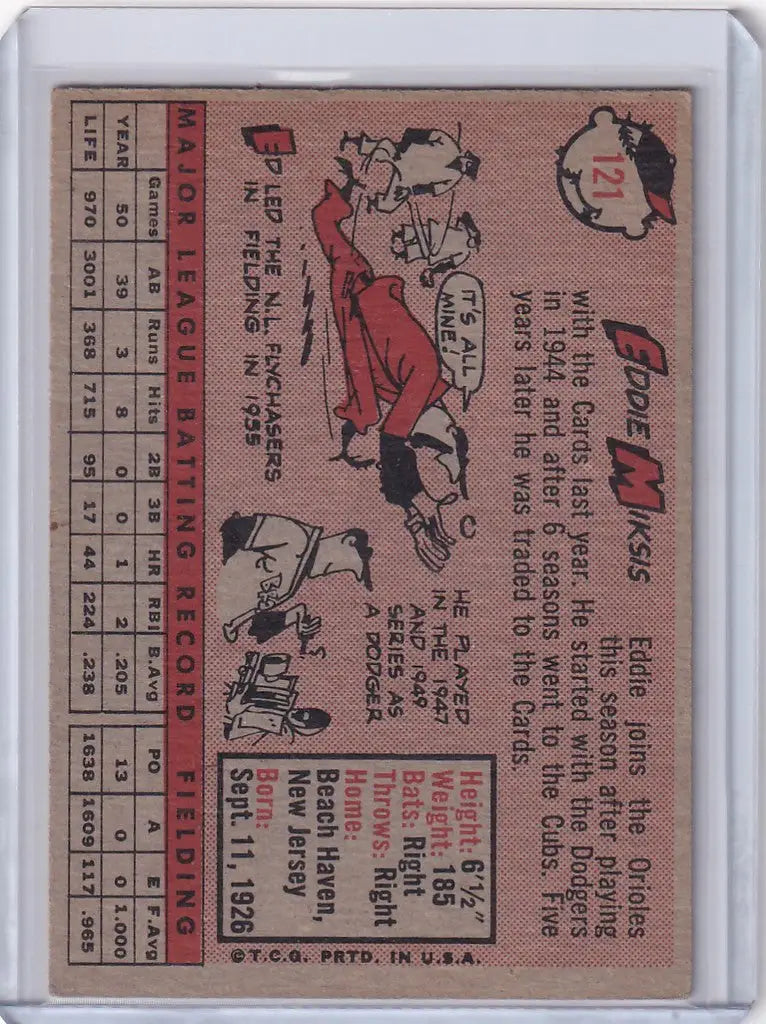 121
EDDIE MIKSIS
Eddie joins the Orioles
this season after playing
with the Cards last year. He started with the Dodgers
in 1944 and after 6 seasons went to the Cubs. Five
years later he was traded to the Cards.
IT'S ALL
MINE!
ED LED THE N.L. FLYCHASERS
IN FIELDING IN 1955
HE PLAYED
IN THE 1947
AND 1949
SERIES AS
A DODGER
Height: 6'1½"
Weight: 185
Bats: Right
Throws: Right
Home:
Beach Haven,
New Jersey
Born:
Sept. 11, 1926
©T.C.G. PRTD. IN U.S.A.
MAJOR LEAGUE BATTING RECORD FIELDING
Games AB Runs Hits 2B 3B HR RBI B.Avg PO A E F.Avg
YEAR 50 39 3 8 0 0 1 2 .205 13 0 0 1.000
LIFE 970 3001 368 715 95 17 44 224 .238 1638 1609 117 .965